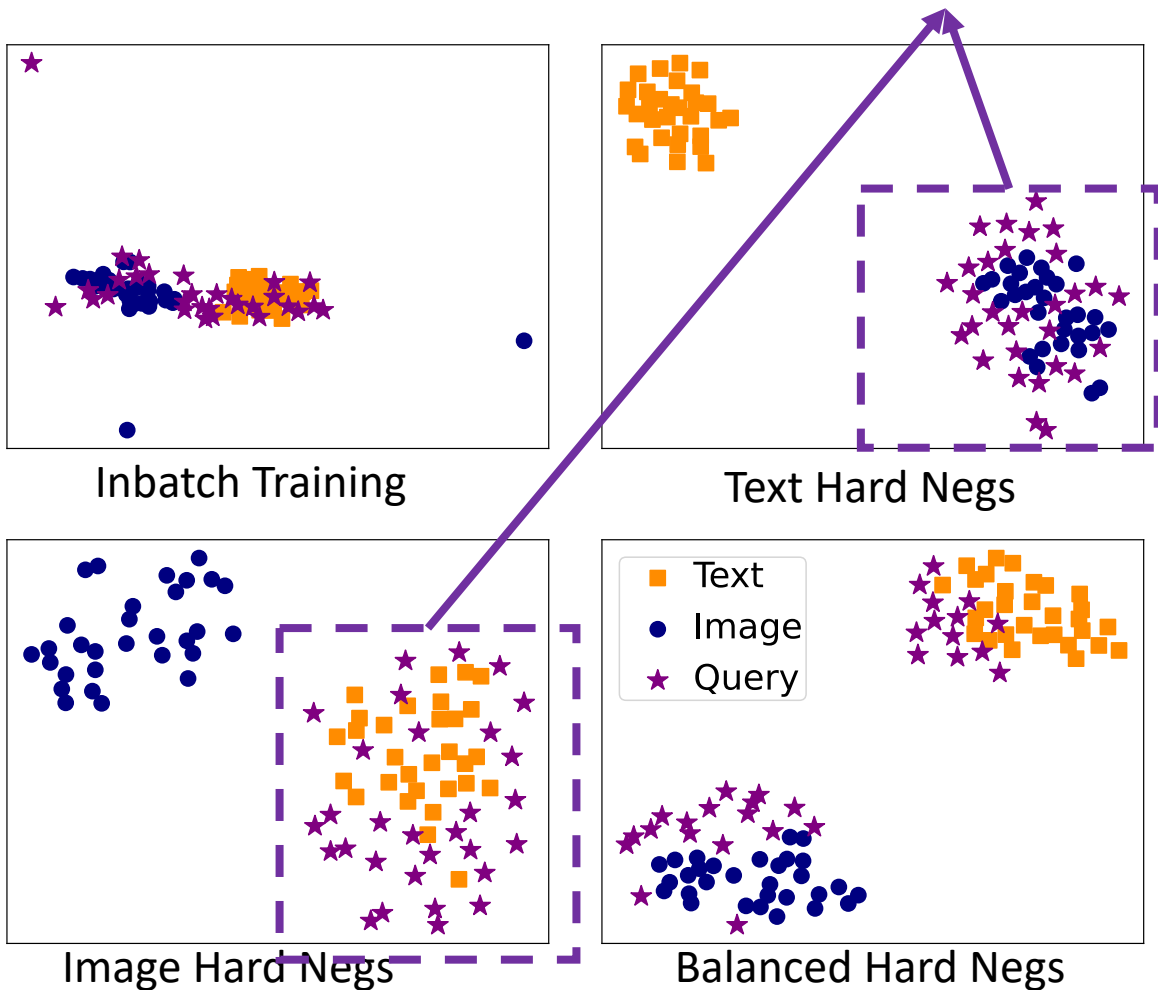 Inbatch Training
Text Hard Negs
Text
Image
Query
Image Hard Negs
Balanced Hard Negs